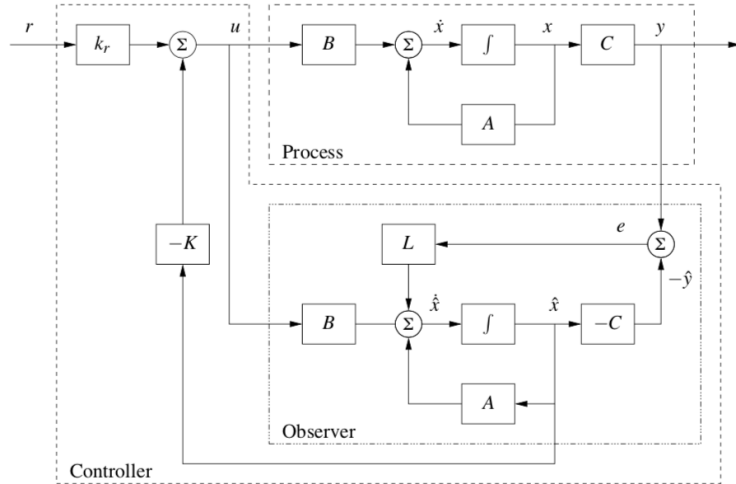 r
k_r
Σ
u
B
Σ
ẋ
∫
x
C
y
A
Process
−K
L
e
Σ
−ŷ
B
Σ
x̂̇
∫
x̂
−C
A
Observer
Controller